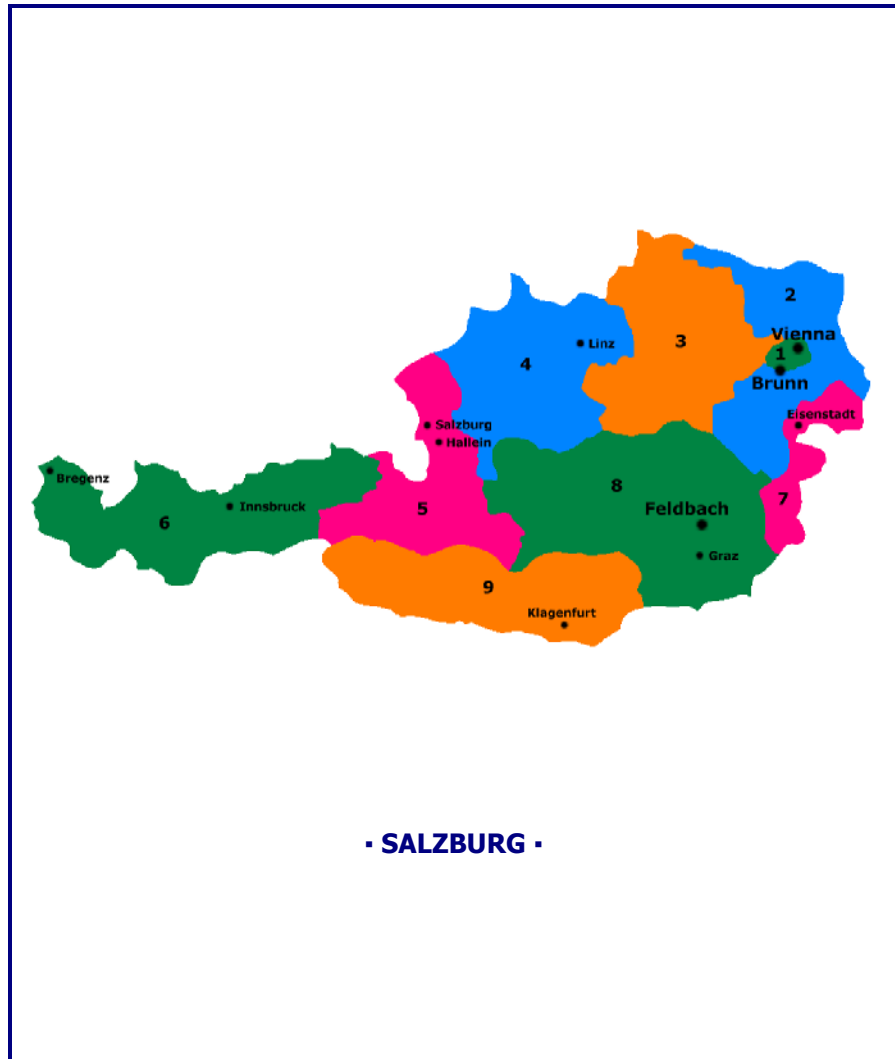 2
Vienna
3
1
Linz
4
Brunn
Eisenstadt
Salzburg
Hallein
Bregenz
8
7
Innsbruck
5
Feldbach
6
Graz
9
Klagenfurt
· SALZBURG ·